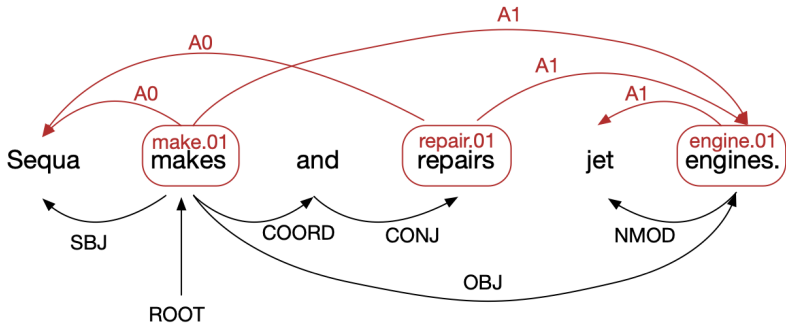 A1
A0
A0
A1
A1
make.01
repair.01
engine.01
Sequa makes and repairs jet engines.
SBJ
COORD
CONJ
NMOD
OBJ
ROOT